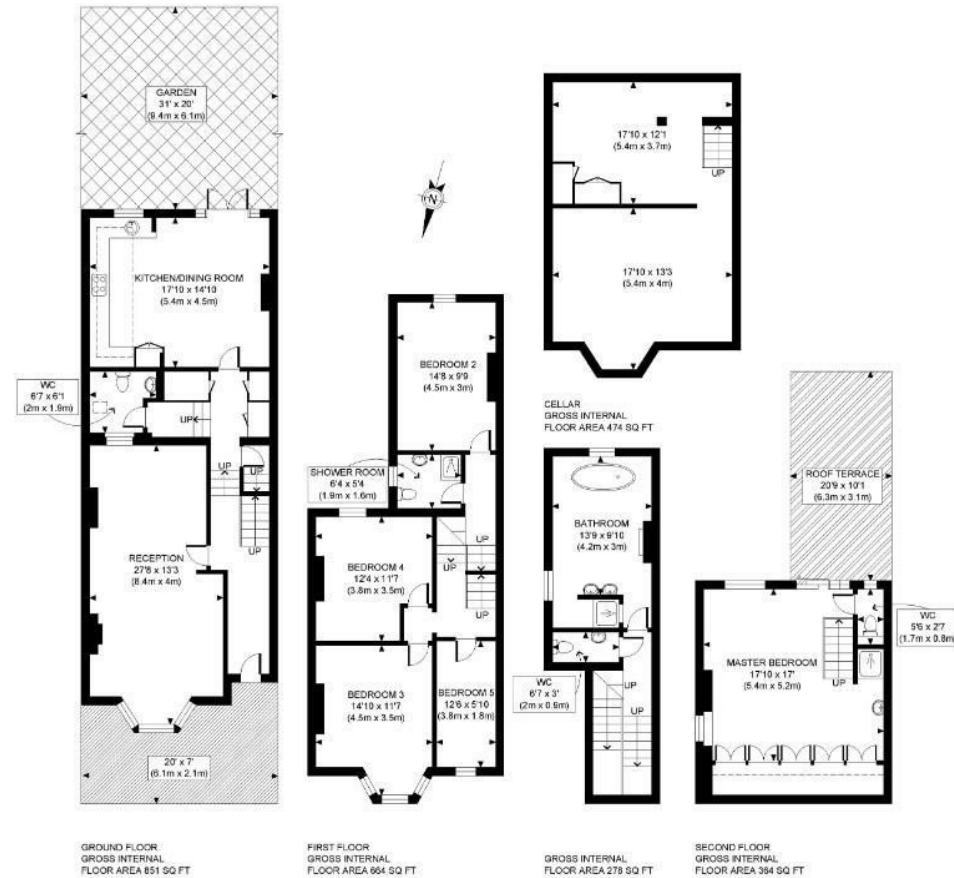 GARDEN
31' x 20'
(9.4m x 6.1m)
KITCHEN/DINING ROOM
17'10 x 14'10
(5.4m x 4.5m)
WC
6'7 x 6'1
(2m x 1.9m)
UP
UP
UP
UP
RECEPTION
27'8 x 13'3
(8.4m x 4m)
20' x 7'
(6.1m x 2.1m)
GROUND FLOOR
GROSS INTERNAL
FLOOR AREA 851 SQ FT
N
BEDROOM 2
14'8 x 9'9
(4.5m x 3m)
SHOWER ROOM
6'4 x 5'4
(1.9m x 1.6m)
UP
UP
UP
BEDROOM 4
12'4 x 11'7
(3.8m x 3.5m)
BEDROOM 3
14'10 x 11'7
(4.5m x 3.5m)
BEDROOM 5
12'6 x 5'10
(3.8m x 1.8m)
FIRST FLOOR
GROSS INTERNAL
FLOOR AREA 664 SQ FT
17'10 x 12'1
(5.4m x 3.7m)
UP
17'10 x 13'3
(5.4m x 4m)
CELLAR
GROSS INTERNAL
FLOOR AREA 474 SQ FT
BATHROOM
13'9 x 9'10
(4.2m x 3m)
WC
6'7 x 3'
(2m x 0.9m)
UP
UP
GROSS INTERNAL
FLOOR AREA 278 SQ FT
ROOF TERRACE
20'9 x 10'1
(6.3m x 3.1m)
WC
5'6 x 2'7
(1.7m x 0.8m)
MASTER BEDROOM
17'10 x 17'
(5.4m x 5.2m)
UP
SECOND FLOOR
GROSS INTERNAL
FLOOR AREA 364 SQ FT